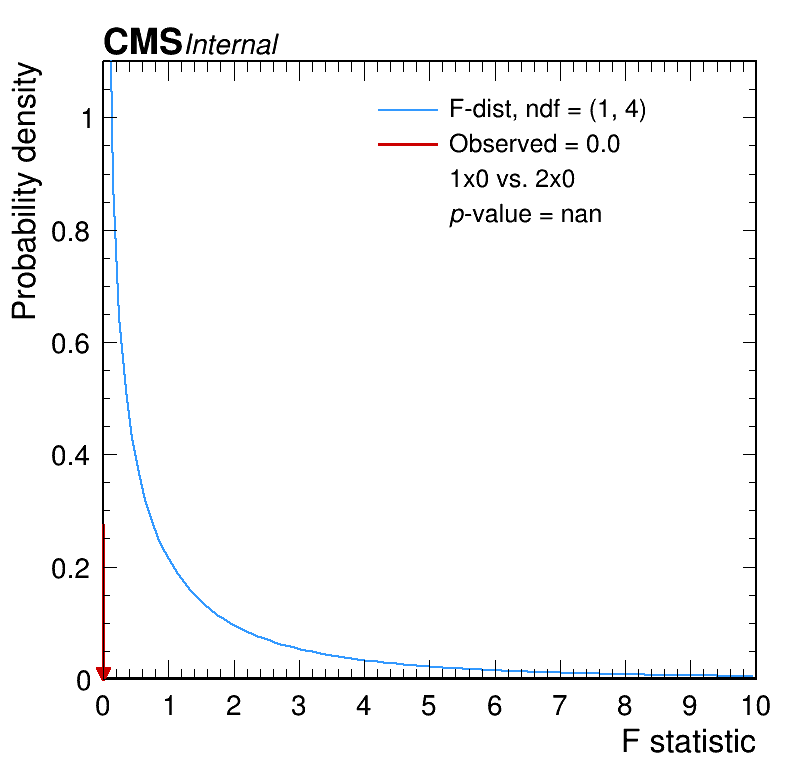 CMS Internal
Probability density
F-dist, ndf = (1, 4)
Observed = 0.0
1x0 vs. 2x0
p-value = nan
1
0.8
0.6
0.4
0.2
0
0 1 2 3 4 5 6 7 8 9 10
F statistic